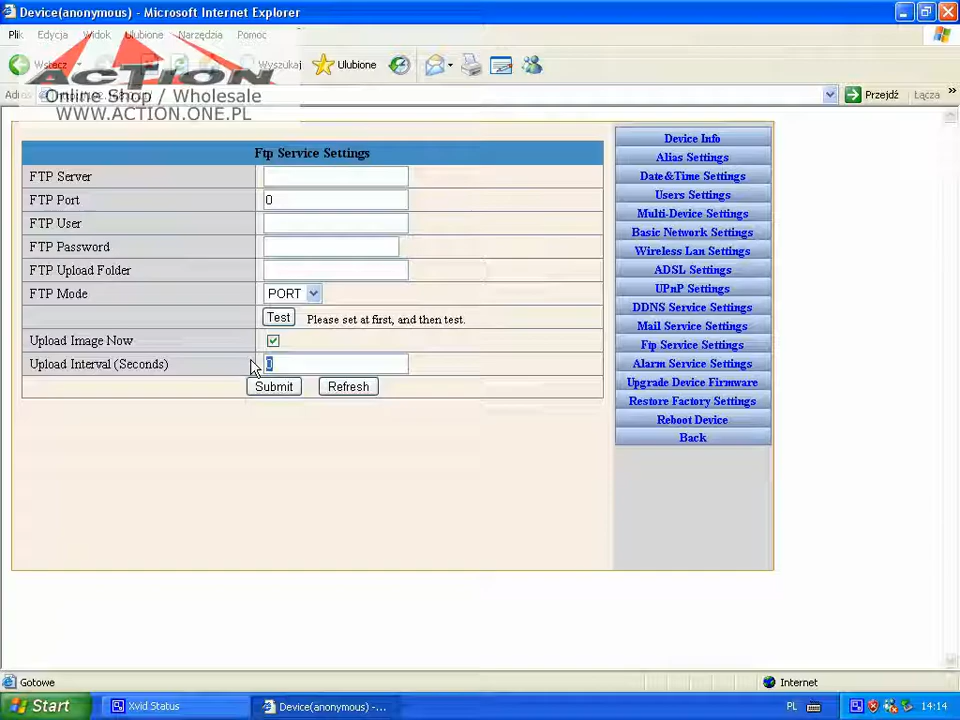 Device(anonymous) - Microsoft Internet Explorer
Plik Edycja Widok Ulubione Narzędzia Pomoc
Wstecz Wyszukaj Ulubione
ACTION
Online Shop / Wholesale
WWW.ACTION.ONE.PL
Przejdź Łącza »
Ftp Service Settings
FTP Server
FTP Port 0
FTP User
FTP Password
FTP Upload Folder
FTP Mode PORT
Test Please set at first, and then test.
Upload Image Now
Upload Interval (Seconds) 0
Submit Refresh
Device Info
Alias Settings
Date&Time Settings
Users Settings
Multi-Device Settings
Basic Network Settings
Wireless Lan Settings
ADSL Settings
UPnP Settings
DDNS Service Settings
Mail Service Settings
Ftp Service Settings
Alarm Service Settings
Upgrade Device Firmware
Restore Factory Settings
Reboot Device
Back
Gotowe Internet
Start Xvid Status Device(anonymous) -... PL 14:14